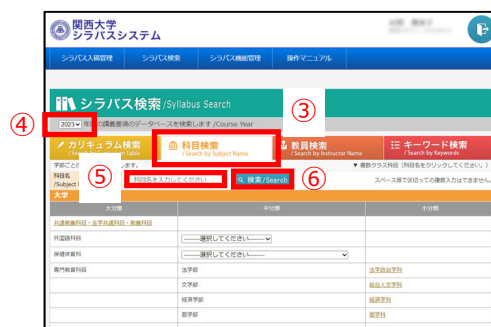 関西大学
シラバスシステム
シラバス入稿管理 シラバス検索 シラバス機能管理 操作マニュアル
シラバス検索/Syllabus Search
③
④
2023 年度の講義要項のデータベースを検索します /Course Year
カリキュラム検索
科目検索
/Search by Subject Name
教員検索
/Search by Instructor Name
キーワード検索
/Search by Keywords
▼ 複数クラス科目（科目名をクリックしてください。）
科目名
/Subject
⑤
科目名を入力してください
検索/Search
⑥
スペース等で区切っての複数入力はできません。
大学
大分類 中分類 小分類
共通教養科目・全学共通科目・教養科目
外国語科目 --------選択してください--------
保健体育科 --------選択してください--------
専門教育科目 法学部 法学政治学科
文学部 総合人文学科
経済学部 経済学科
商学部 商学科